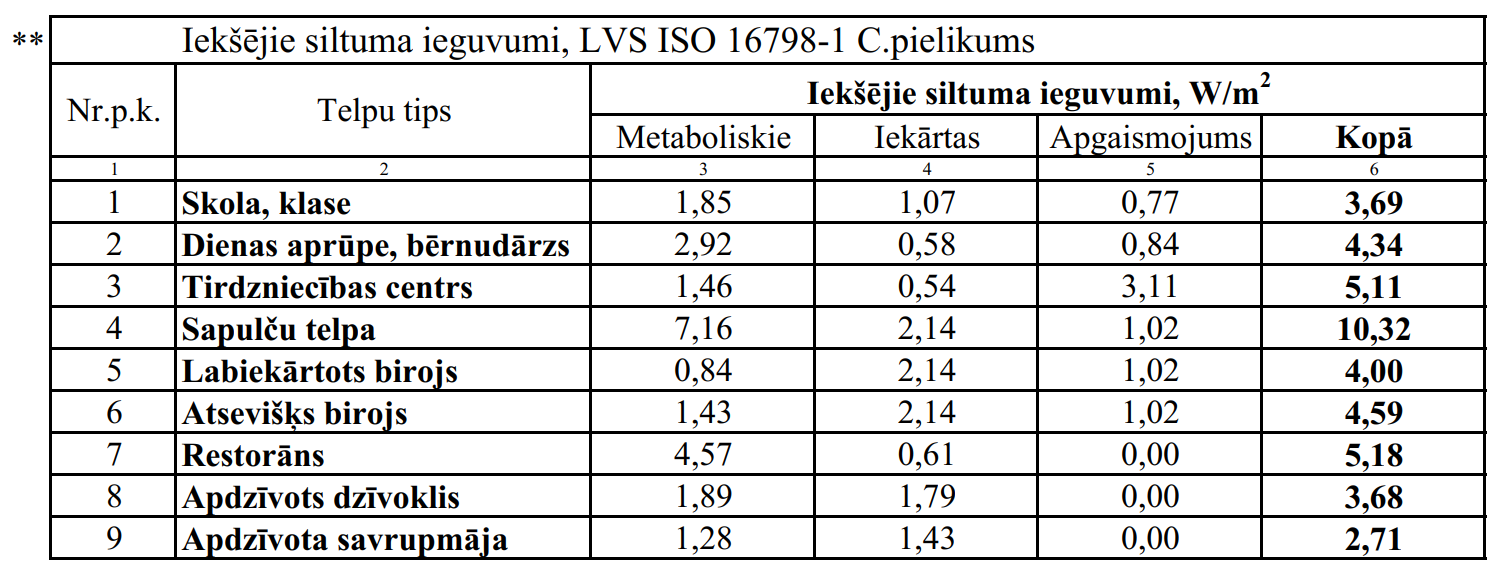 ** Iekšējie siltuma ieguvumi, LVS ISO 16798-1 C.pielikums
Nr.p.k. Telpu tips Iekšējie siltuma ieguvumi, W/m²
Metaboliskie Iekārtas Apgaismojums Kopā
1 2 3 4 5 6
1 Skola, klase 1,85 1,07 0,77 3,69
2 Dienas aprūpe, bērnudārzs 2,92 0,58 0,84 4,34
3 Tirdzniecības centrs 1,46 0,54 3,11 5,11
4 Sapulču telpa 7,16 2,14 1,02 10,32
5 Labiekārtots birojs 0,84 2,14 1,02 4,00
6 Atsevišķs birojs 1,43 2,14 1,02 4,59
7 Restorāns 4,57 0,61 0,00 5,18
8 Apdzīvots dzīvoklis 1,89 1,79 0,00 3,68
9 Apdzīvota savrupmāja 1,28 1,43 0,00 2,71